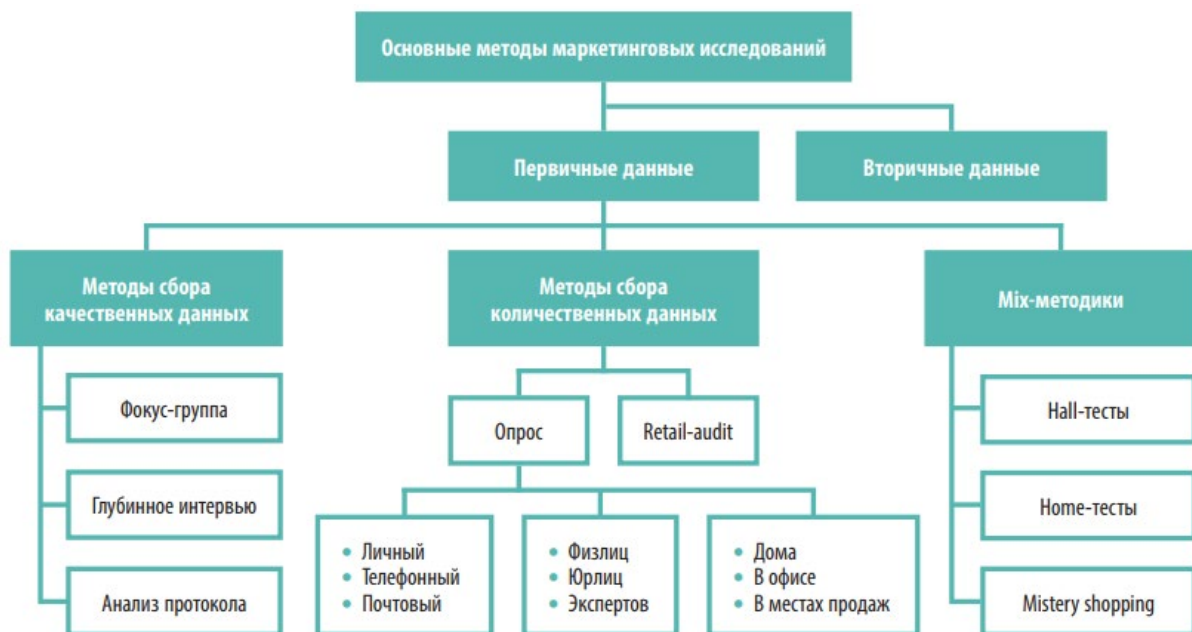 Основные методы маркетинговых исследований
Первичные данные
Вторичные данные
Методы сбора
качественных данных
Методы сбора
количественных данных
Mix-методики
Фокус-группа
Глубинное интервью
Анализ протокола
Опрос
Retail-audit
• Личный
• Телефонный
• Почтовый
• Физлиц
• Юрлиц
• Экспертов
• Дома
• В офисе
• В местах продаж
Hall-тесты
Home-тесты
Mistery shopping